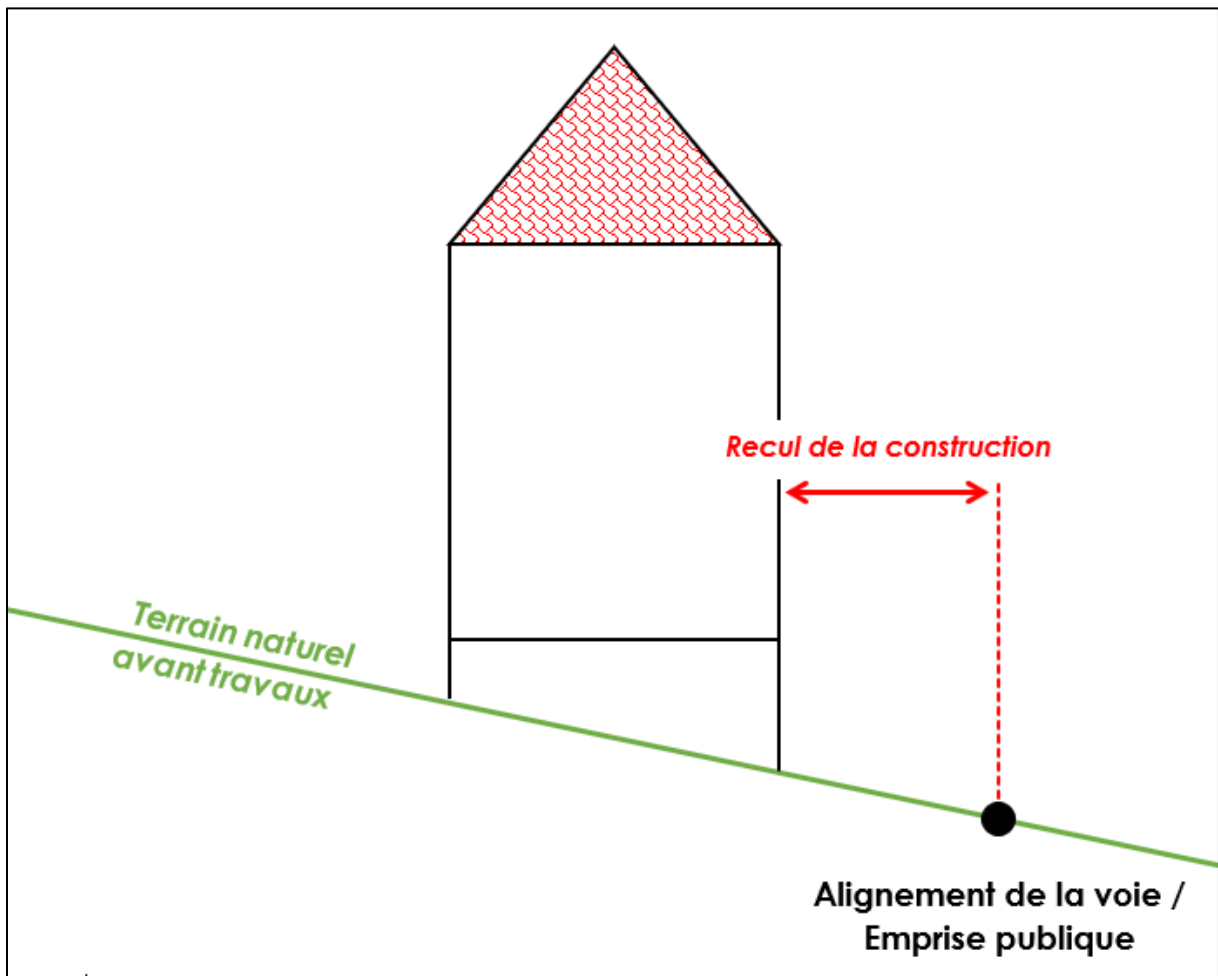 Recul de la construction
Terrain naturel
avant travaux
Alignement de la voie /
Emprise publique